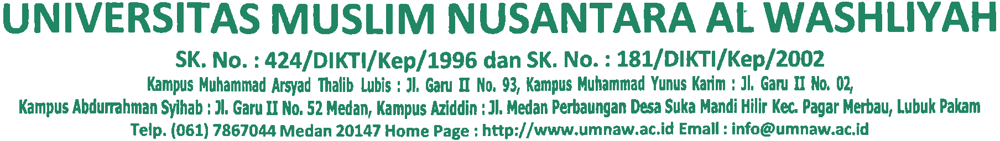 UNIVERSITAS MUSLIM NUSANTARA AL WASHLIYAH
SK. No. : 424/DIKTI/Kep/1996 dan SK. No. : 181/DIKTI/Kep/2002
Kampus Muhammad Arsyad Thalib Lubis : Jl. Garu II No. 93, Kampus Muhammad Yunus Karim : Jl. Garu II No. 02,
Kampus Abdurrahman Syihab : Jl. Garu II No. 52 Medan, Kampus Aziddin : Jl. Medan Perbaungan Desa Suka Mandi Hilir Kec. Pagar Merbau, Lubuk Pakam
Telp. (061) 7867044 Medan 20147 Home Page : http://www.umnaw.ac.id Email : info@umnaw.ac.id